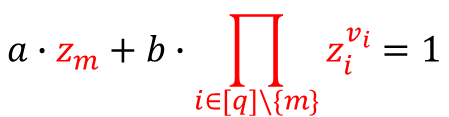 a · z_m + b · ∏_{i∈[q]\{m}} z_i^{v_i} = 1